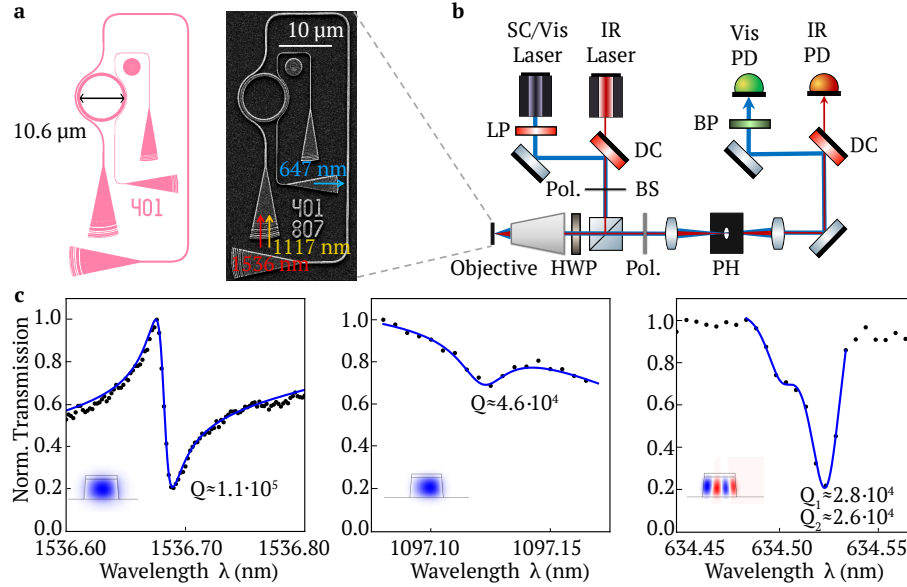 a
10.6 µm
401
10 µm
647 nm
401
807
1117 nm
1536 nm
b
SC/Vis
Laser
IR
Laser
Vis
PD
IR
PD
LP
DC
BP
DC
Pol.
BS
Objective
HWP
Pol.
PH
c
Norm. Transmission
1.0
0.8
0.6
0.4
0.2
0.0
Q≈1.1·10⁵
1536.60
1536.70
1536.80
Wavelength λ (nm)
1.0
0.8
0.6
0.4
0.2
0.0
Q≈4.6·10⁴
1097.10
1097.15
Wavelength λ (nm)
1.0
0.8
0.6
0.4
0.2
0.0
Q₁≈2.8·10⁴
Q₂≈2.6·10⁴
634.45
634.50
634.55
Wavelength λ (nm)